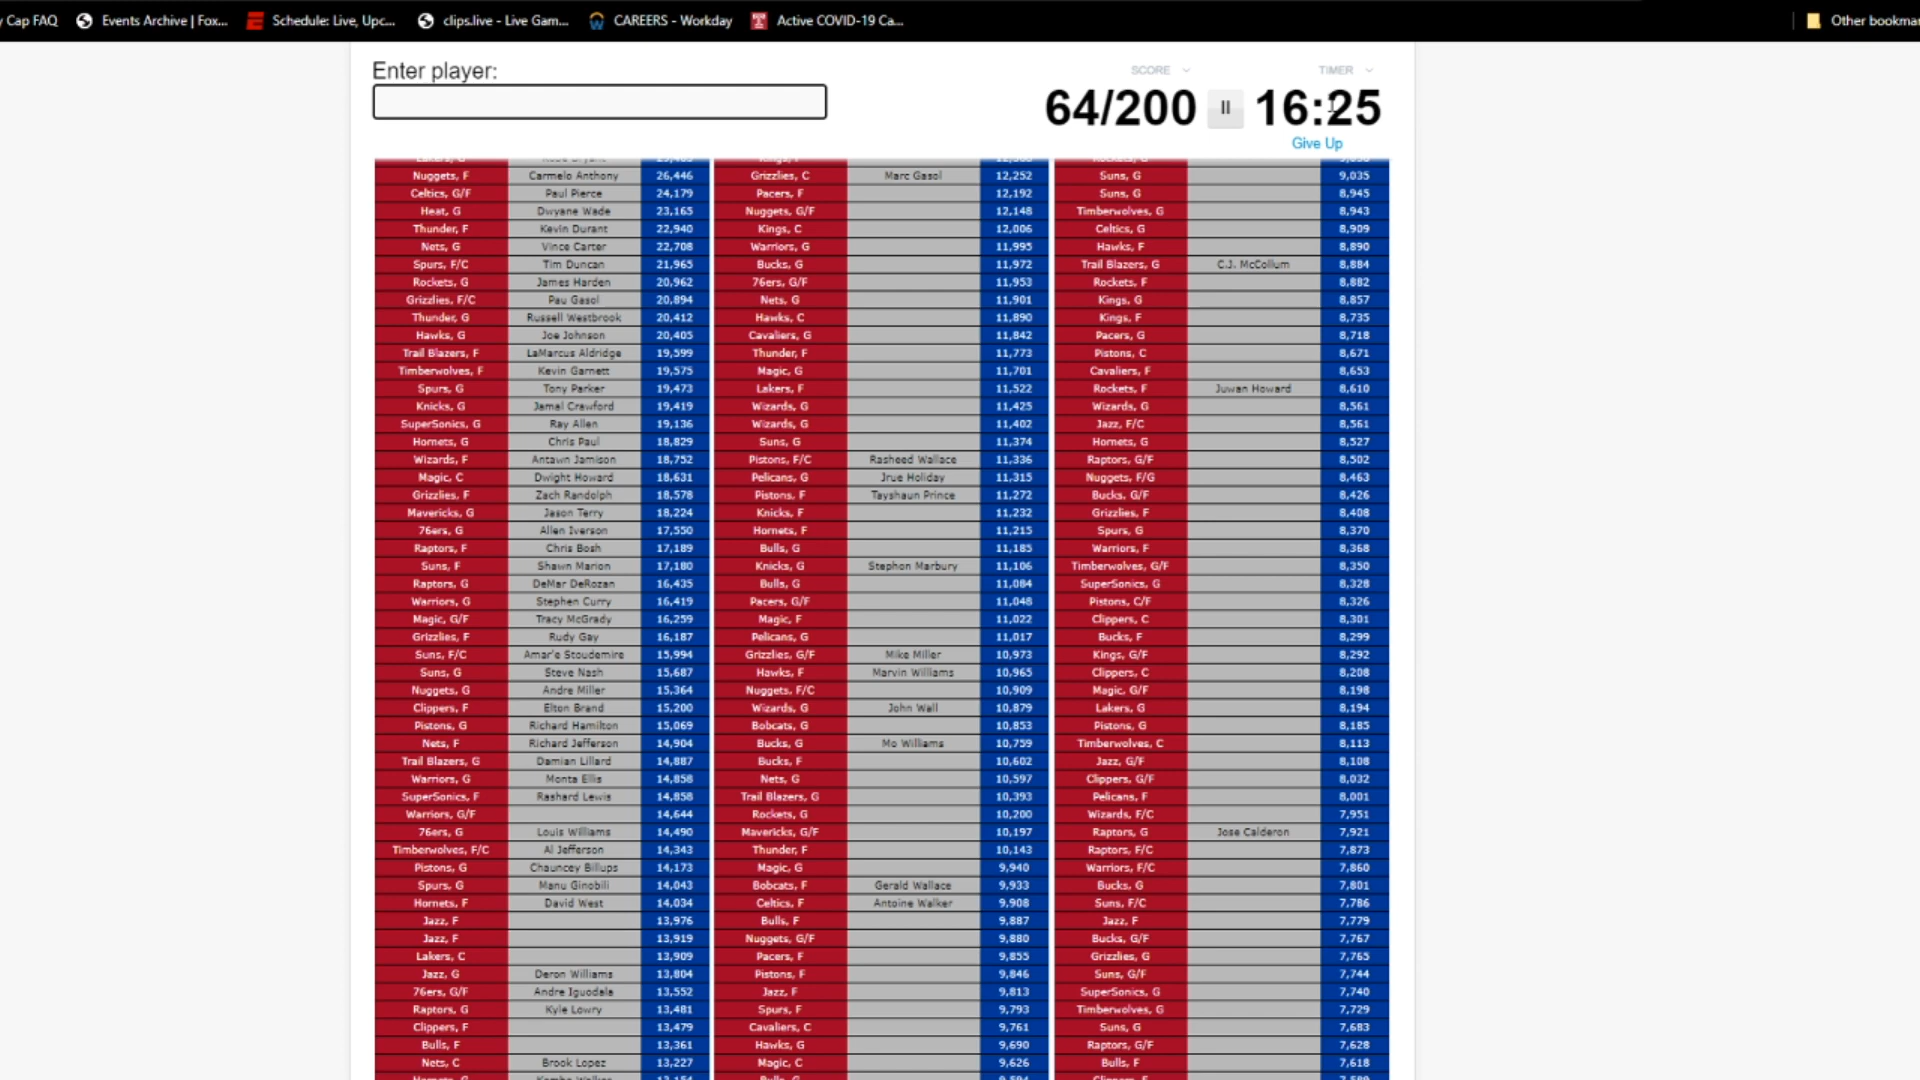 y Cap FAQ Events Archive | Fox... Schedule: Live, Upc... clips.live - Live Gam... CAREERS - Workday Active COVID-19 Ca... Other bookmar
Enter player:
SCORE TIMER
64/200 16:25
Give Up
Nuggets, F Carmelo Anthony 26,446 Grizzlies, C Marc Gasol 12,252 Suns, G 9,035
Celtics, G/F Paul Pierce 24,179 Pacers, F 12,192 Suns, G 8,945
Heat, G Dwyane Wade 23,165 Nuggets, G/F 12,148 Timberwolves, G 8,943
Thunder, F Kevin Durant 22,940 Kings, C 12,006 Celtics, G 8,909
Nets, G Vince Carter 22,708 Warriors, G 11,995 Hawks, F 8,890
Spurs, F/C Tim Duncan 21,965 Bucks, G 11,972 Trail Blazers, G C.J. McCollum 8,884
Rockets, G James Harden 20,962 76ers, G/F 11,953 Rockets, F 8,882
Grizzlies, F/C Pau Gasol 20,894 Nets, G 11,901 Kings, G 8,857
Thunder, G Russell Westbrook 20,412 Hawks, C 11,890 Kings, F 8,735
Hawks, G Joe Johnson 20,405 Cavaliers, G 11,842 Pacers, G 8,718
Trail Blazers, F LaMarcus Aldridge 19,599 Thunder, F 11,773 Pistons, C 8,671
Timberwolves, F Kevin Garnett 19,575 Magic, G 11,701 Cavaliers, F 8,653
Spurs, G Tony Parker 19,473 Lakers, F 11,522 Rockets, F Juwan Howard 8,610
Knicks, G Jamal Crawford 19,419 Wizards, G 11,425 Wizards, G 8,561
SuperSonics, G Ray Allen 19,136 Wizards, G 11,402 Jazz, F/C 8,561
Hornets, G Chris Paul 18,829 Suns, G 11,374 Hornets, G 8,527
Wizards, F Antawn Jamison 18,752 Pistons, F/C Rasheed Wallace 11,336 Raptors, G/F 8,502
Magic, C Dwight Howard 18,631 Pelicans, G Jrue Holiday 11,315 Nuggets, F/G 8,463
Grizzlies, F Zach Randolph 18,578 Pistons, F Tayshaun Prince 11,272 Bucks, G/F 8,426
Mavericks, G Jason Terry 18,224 Knicks, F 11,232 Grizzlies, F 8,408
76ers, G Allen Iverson 17,550 Hornets, F 11,215 Spurs, G 8,370
Raptors, F Chris Bosh 17,189 Bulls, G 11,185 Warriors, F 8,368
Suns, F Shawn Marion 17,180 Knicks, G Stephon Marbury 11,106 Timberwolves, G/F 8,350
Raptors, G DeMar DeRozan 16,435 Bulls, G 11,084 SuperSonics, G 8,328
Warriors, G Stephen Curry 16,419 Pacers, G/F 11,048 Pistons, C/F 8,326
Magic, G/F Tracy McGrady 16,259 Magic, F 11,022 Clippers, C 8,301
Grizzlies, F Rudy Gay 16,187 Pelicans, G 11,017 Bucks, F 8,299
Suns, F/C Amar'e Stoudemire 15,994 Grizzlies, G/F Mike Miller 10,973 Kings, G/F 8,292
Suns, G Steve Nash 15,687 Hawks, F Marvin Williams 10,965 Clippers, C 8,208
Nuggets, G Andre Miller 15,364 Nuggets, F/C 10,909 Magic, G/F 8,198
Clippers, F Elton Brand 15,200 Wizards, G John Wall 10,879 Lakers, G 8,194
Pistons, G Richard Hamilton 15,069 Bobcats, G 10,853 Pistons, G 8,185
Nets, F Richard Jefferson 14,904 Bucks, G Mo Williams 10,759 Timberwolves, C 8,113
Trail Blazers, G Damian Lillard 14,887 Bucks, F 10,602 Jazz, G/F 8,108
Warriors, G Monta Ellis 14,858 Nets, G 10,597 Clippers, G/F 8,032
SuperSonics, F Rashard Lewis 14,858 Trail Blazers, G 10,393 Pelicans, F 8,001
Warriors, G/F 14,644 Rockets, G 10,200 Wizards, F/C 7,951
76ers, G Louis Williams 14,490 Mavericks, G/F 10,197 Raptors, G Jose Calderon 7,921
Timberwolves, F/C Al Jefferson 14,343 Thunder, F 10,143 Raptors, F/C 7,873
Pistons, G Chauncey Billups 14,173 Magic, G 9,940 Warriors, F/C 7,860
Spurs, G Manu Ginobili 14,043 Bobcats, F Gerald Wallace 9,933 Bucks, G 7,801
Hornets, F David West 14,034 Celtics, F Antoine Walker 9,908 Suns, F/C 7,786
Jazz, F 13,976 Bulls, F 9,887 Jazz, F 7,779
Jazz, F 13,919 Nuggets, G/F 9,880 Bucks, G/F 7,767
Lakers, C 13,909 Pacers, F 9,855 Grizzlies, G 7,765
Jazz, G Deron Williams 13,804 Pistons, F 9,846 Suns, G/F 7,744
76ers, G/F Andre Iguodala 13,552 Jazz, F 9,813 SuperSonics, G 7,740
Raptors, G Kyle Lowry 13,481 Spurs, F 9,793 Timberwolves, G 7,729
Clippers, F 13,479 Cavaliers, C 9,761 Suns, G 7,683
Bulls, F 13,361 Hawks, G 9,690 Raptors, G/F 7,628
Nets, C Brook Lopez 13,227 Magic, C 9,626 Bulls, F 7,618